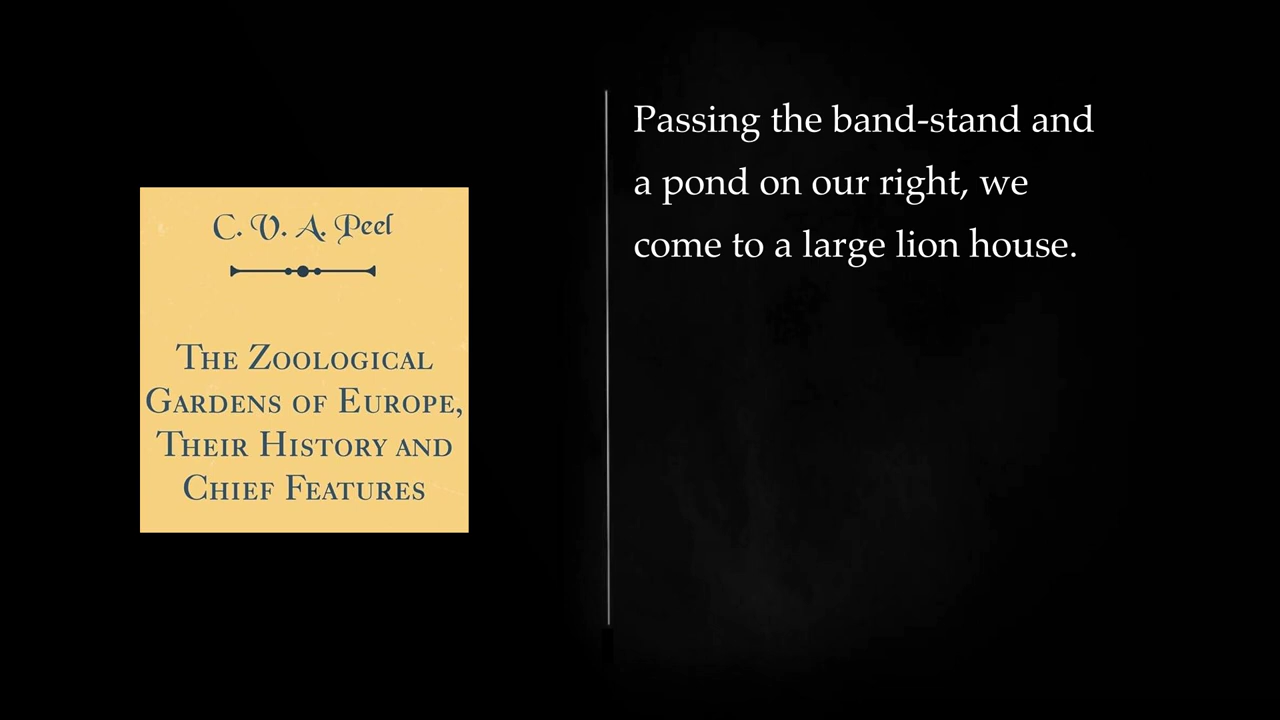 C. V. A. Peel
The Zoological
Gardens of Europe,
Their History and
Chief Features
Passing the band-stand and
a pond on our right, we
come to a large lion house.